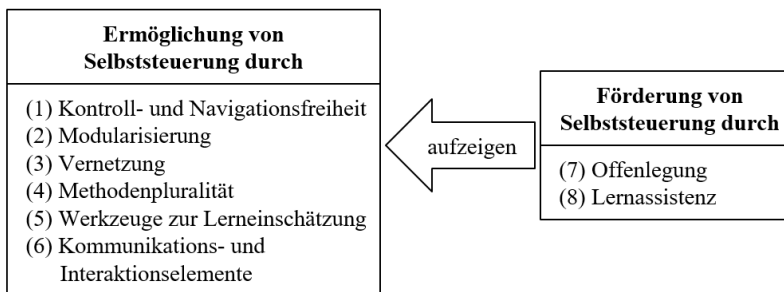 Ermöglichung von
Selbststeuerung durch
(1) Kontroll- und Navigationsfreiheit
(2) Modularisierung
(3) Vernetzung
(4) Methodenpluralität
(5) Werkzeuge zur Lerneinschätzung
(6) Kommunikations- und
Interaktionselemente
aufzeigen
Förderung von
Selbststeuerung durch
(7) Offenlegung
(8) Lernassistenz